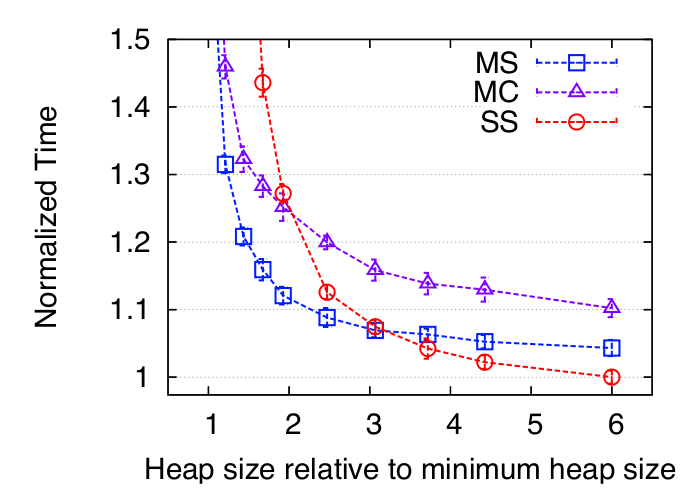 Normalized Time
1.5
1.4
1.3
1.2
1.1
1
MS
MC
SS
1 2 3 4 5 6
Heap size relative to minimum heap size